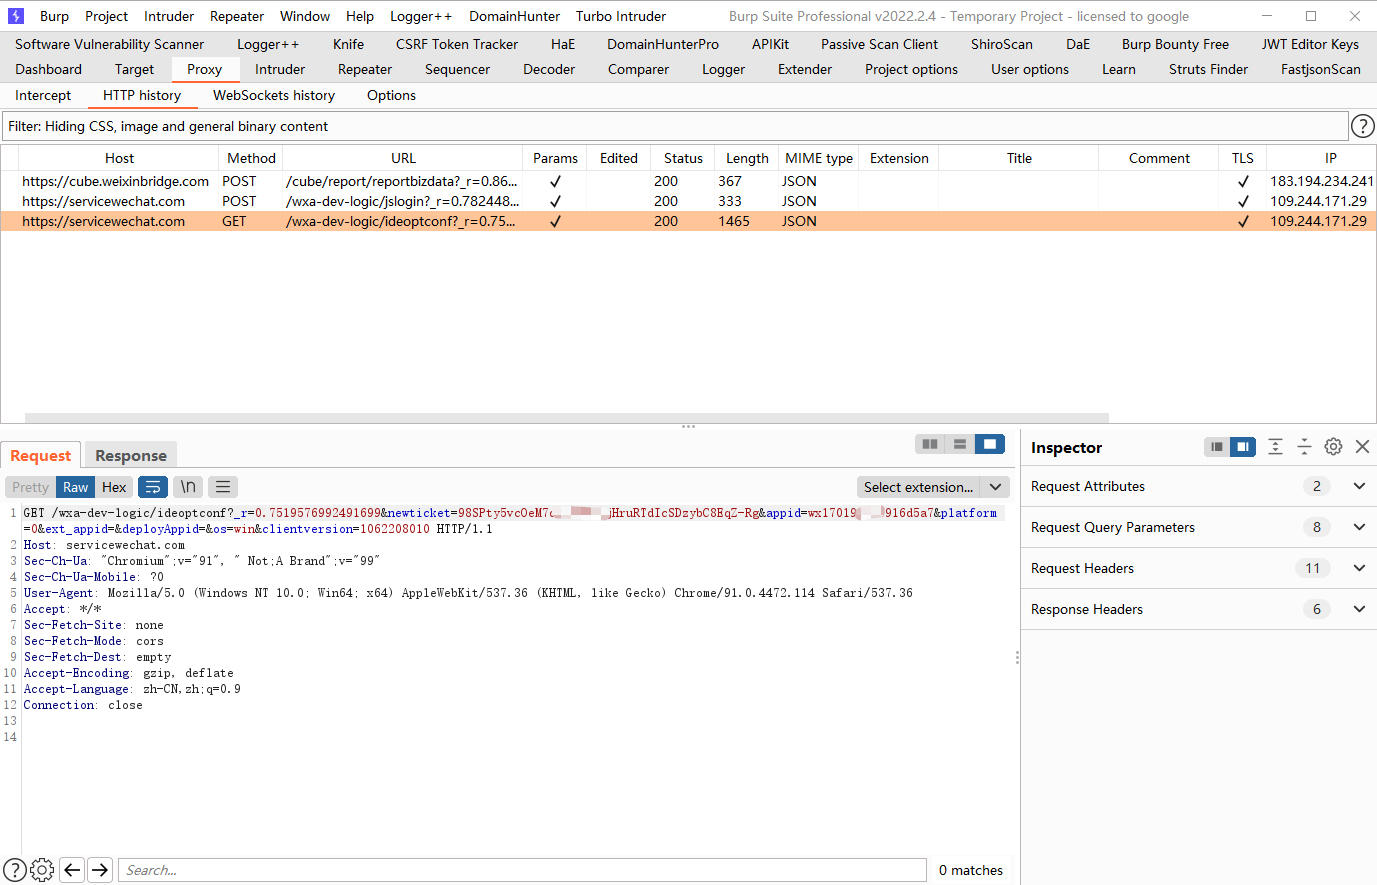 Burp Project Intruder Repeater Window Help Logger++ DomainHunter Turbo Intruder Burp Suite Professional v2022.2.4 - Temporary Project - licensed to google
Software Vulnerability Scanner Logger++ Knife CSRF Token Tracker HaE DomainHunterPro APIKit Passive Scan Client ShiroScan DaE Burp Bounty Free JWT Editor Keys
Dashboard Target Proxy Intruder Repeater Sequencer Decoder Comparer Logger Extender Project options User options Learn Struts Finder FastjsonScan
Intercept HTTP history WebSockets history Options
Filter: Hiding CSS, image and general binary content
Host Method URL Params Edited Status Length MIME type Extension Title Comment TLS IP
https://cube.weixinbridge.com POST /cube/report/reportbizdata?_r=0.86... ✓ 200 367 JSON ✓ 183.194.234.241
https://servicewechat.com POST /wxa-dev-logic/jslogin?_r=0.782448... ✓ 200 333 JSON ✓ 109.244.171.29
https://servicewechat.com GET /wxa-dev-logic/ideoptconf?_r=0.75... ✓ 200 1465 JSON ✓ 109.244.171.29
Request Response
Pretty Raw Hex \n Select extension...
1 GET /wxa-dev-logic/ideoptconf?_r=0.7519576992491699&newticket=98SPty5vcOeM7 jHruRTdIcSDzybC8EqZ-Rg&appid=wx17019 916d5a7&platform
=0&ext_appid=&deployAppid=&os=win&clientversion=1062208010 HTTP/1.1
2 Host: servicewechat.com
3 Sec-Ch-Ua: "Chromium";v="91", " Not;A Brand";v="99"
4 Sec-Ch-Ua-Mobile: ?0
5 User-Agent: Mozilla/5.0 (Windows NT 10.0; Win64; x64) AppleWebKit/537.36 (KHTML, like Gecko) Chrome/91.0.4472.114 Safari/537.36
6 Accept: */*
7 Sec-Fetch-Site: none
8 Sec-Fetch-Mode: cors
9 Sec-Fetch-Dest: empty
10 Accept-Encoding: gzip, deflate
11 Accept-Language: zh-CN,zh;q=0.9
12 Connection: close
13
14
Inspector
Request Attributes 2
Request Query Parameters 8
Request Headers 11
Response Headers 6
Search... 0 matches